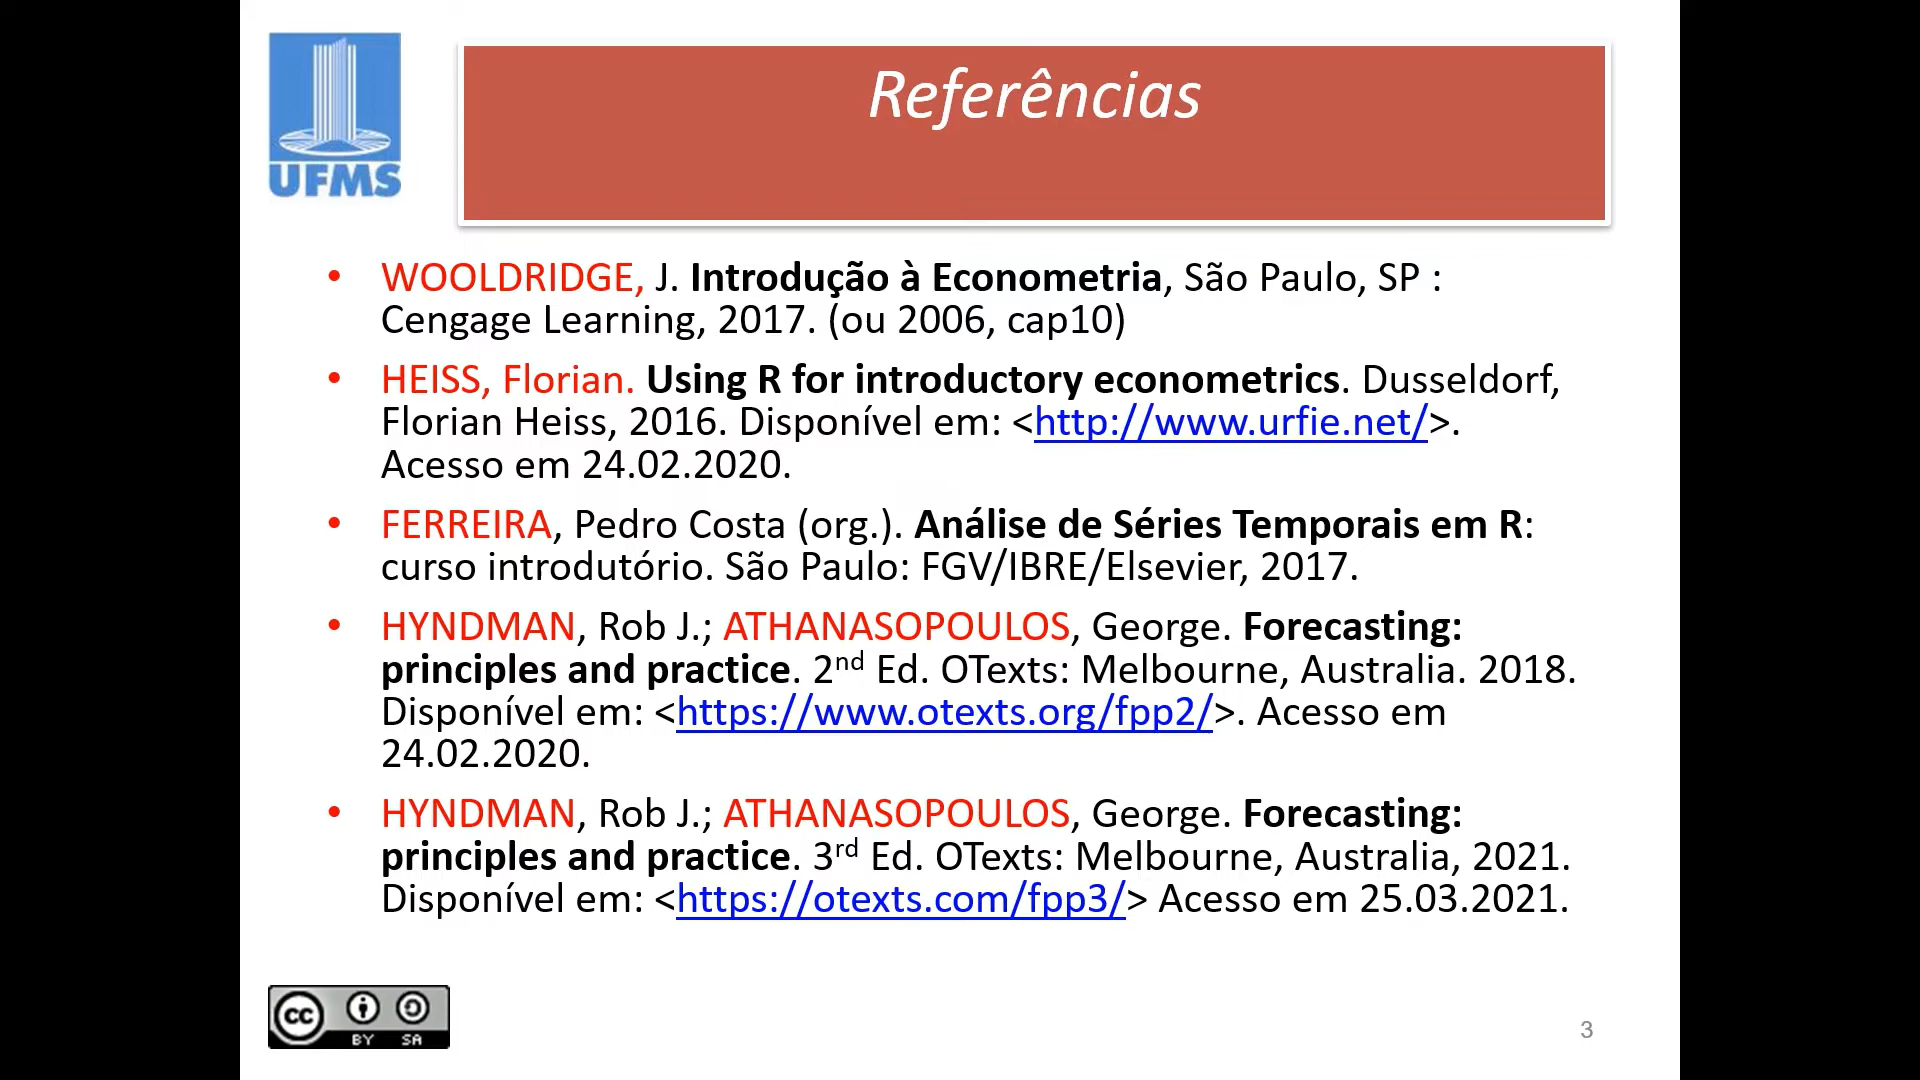 UFMS
Referências
• WOOLDRIDGE, J. Introdução à Econometria, São Paulo, SP :
Cengage Learning, 2017. (ou 2006, cap10)
• HEISS, Florian. Using R for introductory econometrics. Dusseldorf,
Florian Heiss, 2016. Disponível em: <http://www.urfie.net/>.
Acesso em 24.02.2020.
• FERREIRA, Pedro Costa (org.). Análise de Séries Temporais em R:
curso introdutório. São Paulo: FGV/IBRE/Elsevier, 2017.
• HYNDMAN, Rob J.; ATHANASOPOULOS, George. Forecasting:
principles and practice. 2nd Ed. OTexts: Melbourne, Australia. 2018.
Disponível em: <https://www.otexts.org/fpp2/>. Acesso em
24.02.2020.
• HYNDMAN, Rob J.; ATHANASOPOULOS, George. Forecasting:
principles and practice. 3rd Ed. OTexts: Melbourne, Australia, 2021.
Disponível em: <https://otexts.com/fpp3/> Acesso em 25.03.2021.
cc
BY SA
3